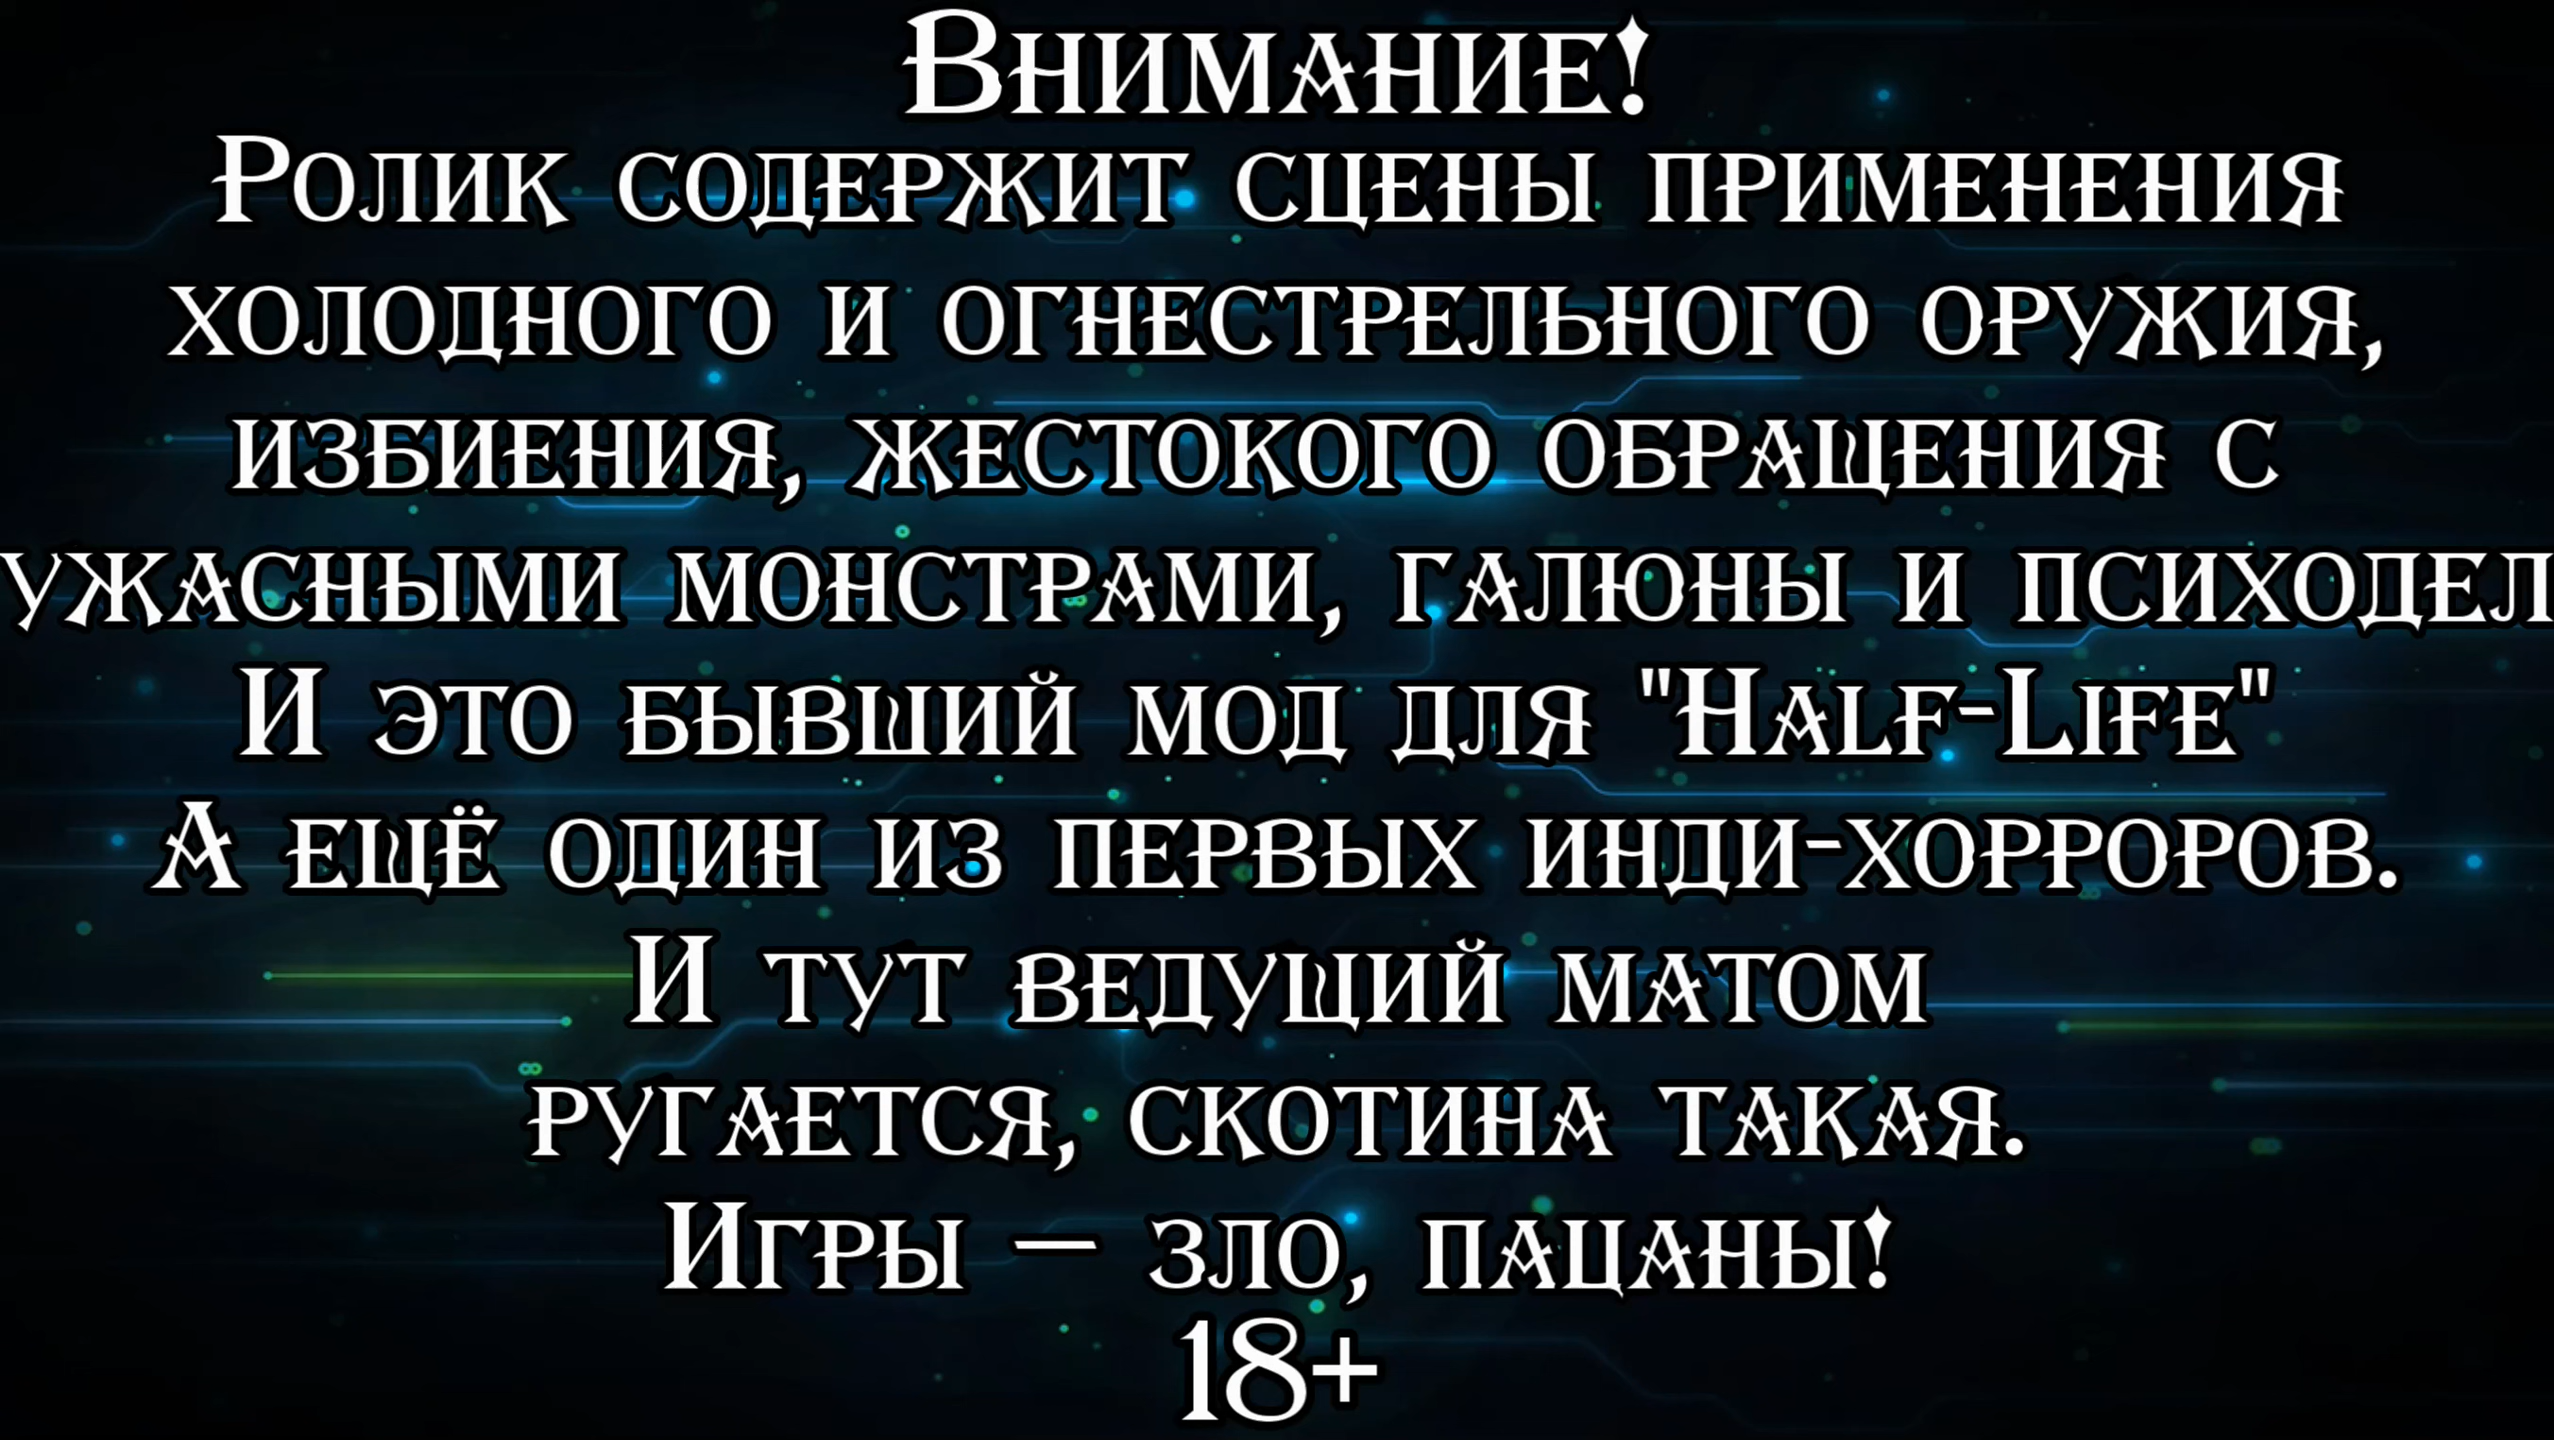 Внимание!
Ролик содержит сцены применения
холодного и огнестрельного оружия,
избиения, жестокого обращения с
ужасными монстрами, галюны и психодел
И это бывший мод для "Half-Life"
А ещё один из первых инди-хорроров.
И тут ведущий матом
ругается, скотина такая.
Игры — зло, пацаны!
18+